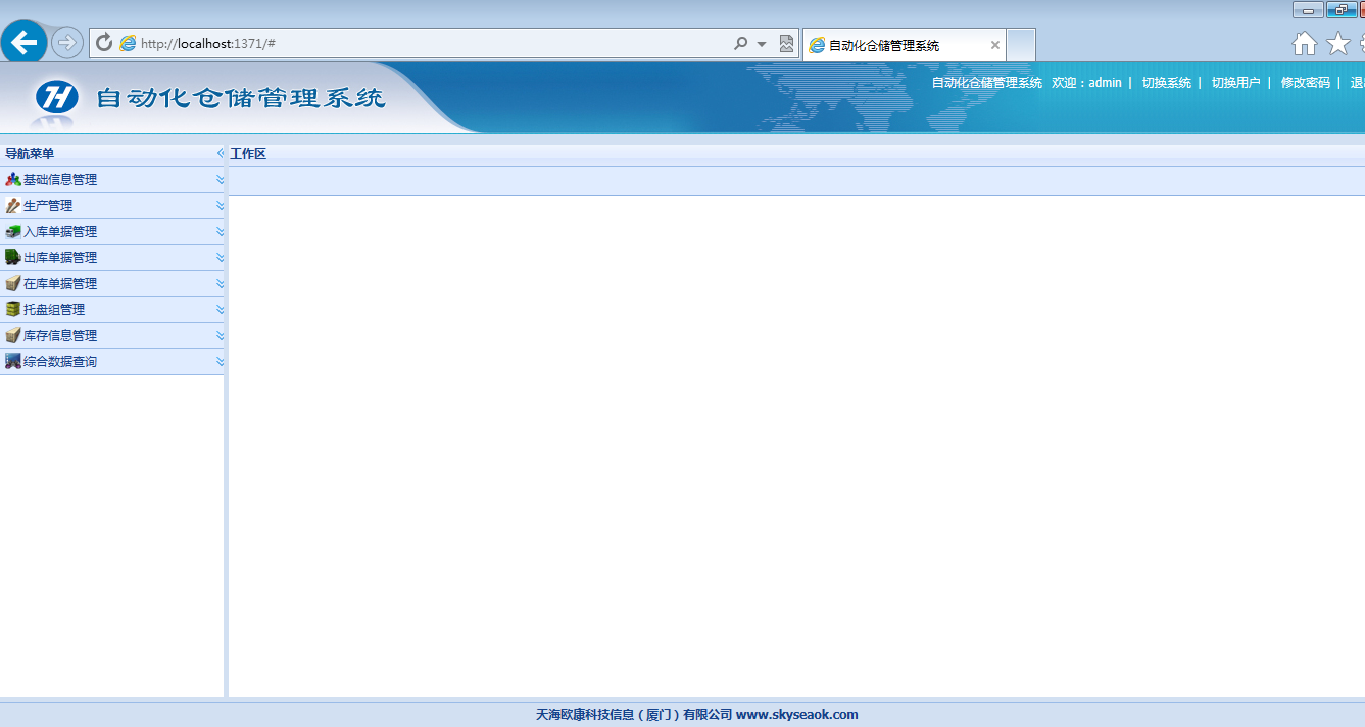 http://localhost:1371/#
自动化仓储管理系统
自动化仓储管理系统
自动化仓储管理系统 欢迎：admin | 切换系统 | 切换用户 | 修改密码 | 退
导航菜单
工作区
基础信息管理
生产管理
入库单据管理
出库单据管理
在库单据管理
托盘组管理
库存信息管理
综合数据查询
天海欧康科技信息（厦门）有限公司 www.skyseaok.com